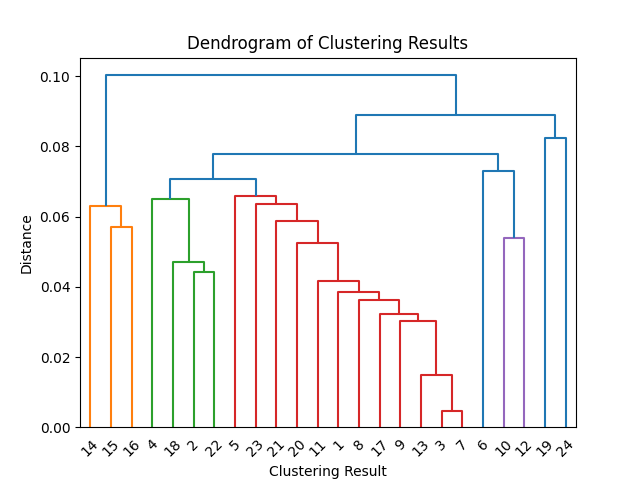 Dendrogram of Clustering Results
0.10
0.08
0.06
0.04
0.02
0.00
Distance
14 15 16 4 18 2 22 5 23 21 20 11 1 8 17 9 13 3 7 6 10 12 19 24
Clustering Result